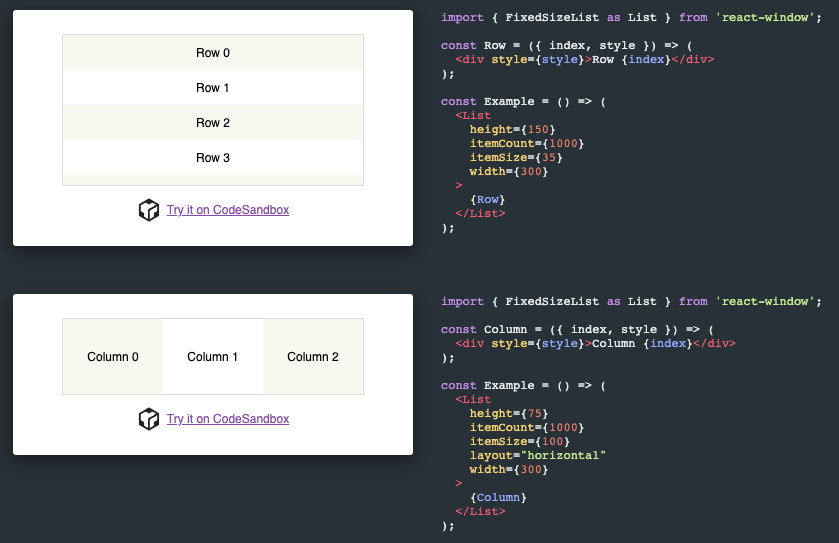 Row 0
Row 1
Row 2
Row 3
Try it on CodeSandbox
import { FixedSizeList as List } from 'react-window';
const Row = ({ index, style }) => (
  <div style={style}>Row {index}</div>
);
const Example = () => (
  <List
    height={150}
    itemCount={1000}
    itemSize={35}
    width={300}
  >
    {Row}
  </List>
);
Column 0 Column 1 Column 2
Try it on CodeSandbox
import { FixedSizeList as List } from 'react-window';
const Column = ({ index, style }) => (
  <div style={style}>Column {index}</div>
);
const Example = () => (
  <List
    height={75}
    itemCount={1000}
    itemSize={100}
    layout="horizontal"
    width={300}
  >
    {Column}
  </List>
);